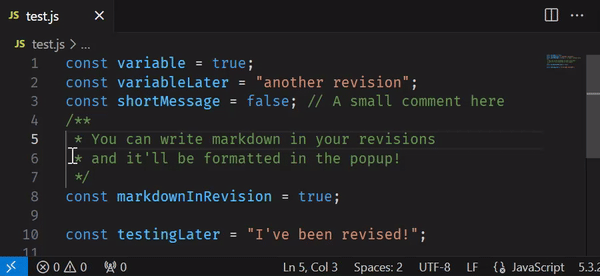 JS test.js
JS test.js > ...
1 const variable = true;
2 const variableLater = "another revision";
3 const shortMessage = false; // A small comment here
4 /**
5  * You can write markdown in your revisions
6  * and it'll be formatted in the popup!
7  */
8 const markdownInRevision = true;
9
10 const testingLater = "I've been revised!";
11
0 0 0 Ln 5, Col 3 Spaces: 2 UTF-8 LF {} JavaScript 5.3.2